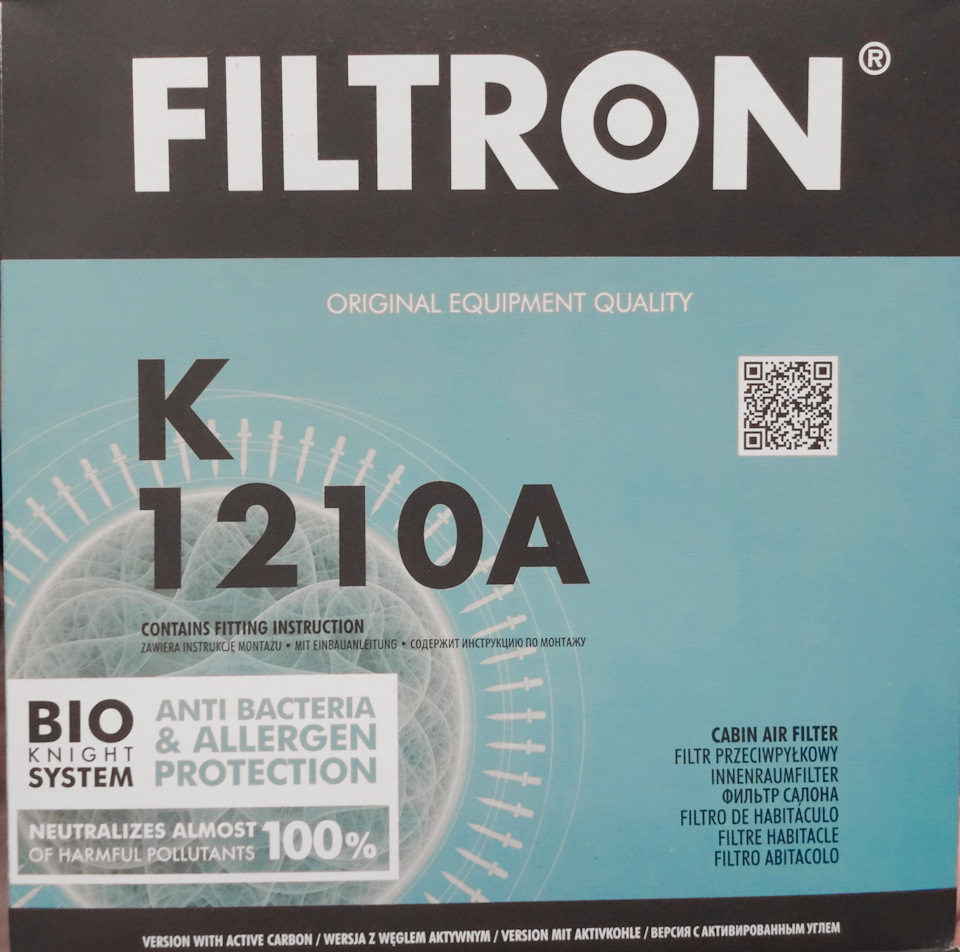 FILTRON®
ORIGINAL EQUIPMENT QUALITY
K
1210A
CONTAINS FITTING INSTRUCTION
ZAWIERA INSTRUKCJĘ MONTAŻU • MIT EINBAUANLEITUNG • СОДЕРЖИТ ИНСТРУКЦИЮ ПО МОНТАЖУ
BIO
KNIGHT
SYSTEM
ANTI BACTERIA
& ALLERGEN
PROTECTION
NEUTRALIZES ALMOST
OF HARMFUL POLLUTANTS
100%
CABIN AIR FILTER
FILTR PRZECIWPYŁKOWY
INNENRAUMFILTER
ФИЛЬТР САЛОНА
FILTRO DE HABITÁCULO
FILTRE HABITACLE
FILTRO ABITACOLO
VERSION WITH ACTIVE CARBON / WERSJA Z WĘGLEM AKTYWNYM / VERSION MIT AKTIVKOHLE / ВЕРСИЯ С АКТИВИРОВАННЫМ УГЛЕМ